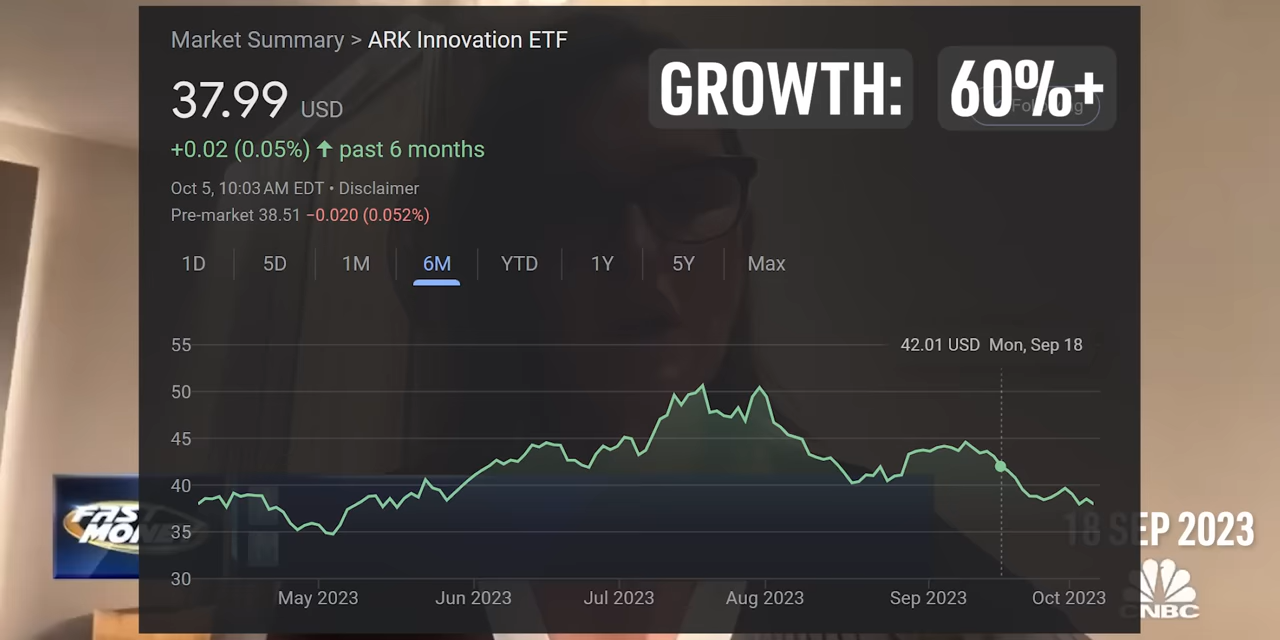 Market Summary > ARK Innovation ETF
GROWTH: 60%+
37.99 USD
+0.02 (0.05%) ↑ past 6 months
Oct 5, 10:03 AM EDT • Disclaimer
Pre-market 38.51 −0.020 (0.052%)
1D 5D 1M 6M YTD 1Y 5Y Max
42.01 USD Mon, Sep 18
55
50
45
40
35
30
May 2023 Jun 2023 Jul 2023 Aug 2023 Sep 2023 Oct 2023
FAST
MONEY
18 SEP 2023
CNBC